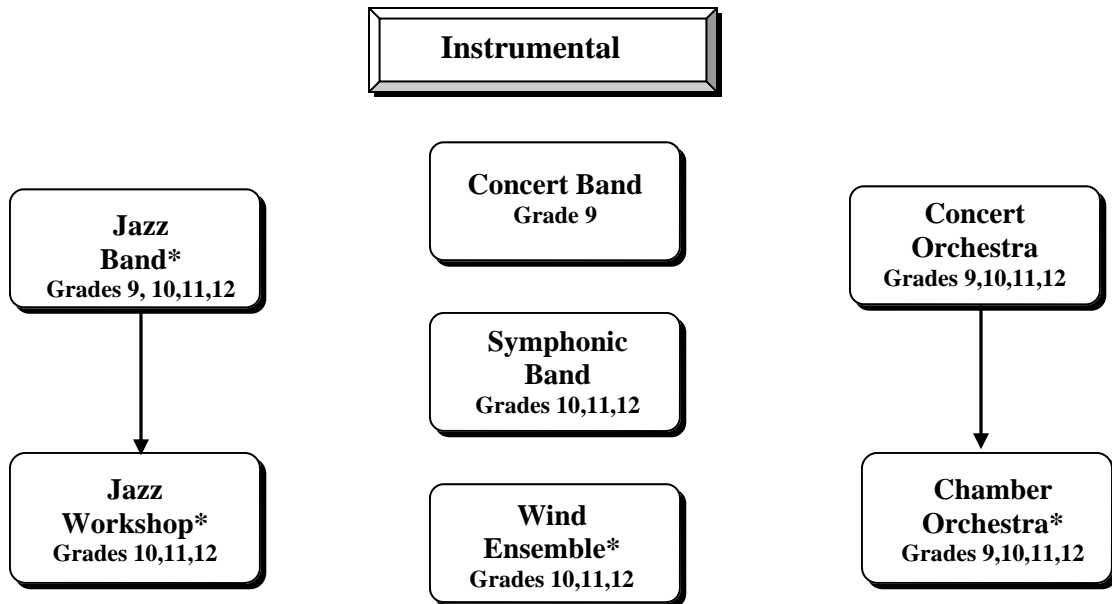 Instrumental
Concert Band
Grade 9
Jazz
Band*
Grades 9, 10,11,12
Concert
Orchestra
Grades 9,10,11,12
Symphonic
Band
Grades 10,11,12
Jazz
Workshop*
Grades 10,11,12
Wind
Ensemble*
Grades 10,11,12
Chamber
Orchestra*
Grades 9,10,11,12